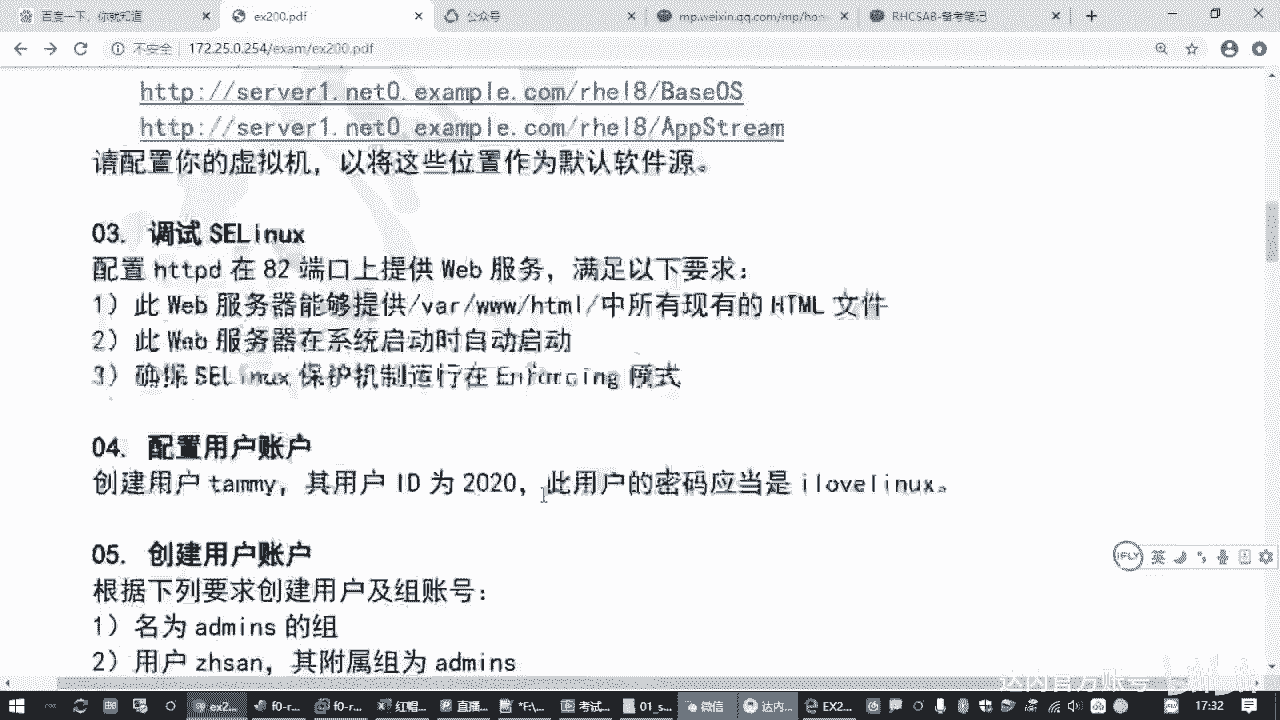 百度一下，你就知道
ex200.pdf
公众号
mp.weixin.qq.com/mp/ho
RHCSA8-备考笔记
不安全 172.25.0.254/exam/ex200.pdf
http://server1.net0.example.com/rhel8/BaseOS
http://server1.net0.example.com/rhel8/AppStream
请配置你的虚拟机，以将这些位置作为默认软件源。
03. 调试 SELinux
配置 httpd 在 82 端口上提供 Web 服务，满足以下要求：
1）此 Web 服务器能够提供/var/www/html/中所有现有的 HTML 文件
2）此 Web 服务器在系统启动时自动启动
3）确保 SELinux 保护机制运行在 Enforcing 模式
04. 配置用户账户
创建用户 tammy，其用户 ID 为 2020，此用户的密码应当是 ilovelinux。
iFLY 英
05. 创建用户账户
根据下列要求创建用户及组账号：
1）名为 admins 的组
2）用户 zhsan，其附属组为 admins
达内官方账号 bilibili
ex2... f0-r... f0-r... 红帽... 直播... *F:\... 考试... 01_s... 微信 达内... EX2... 17:32